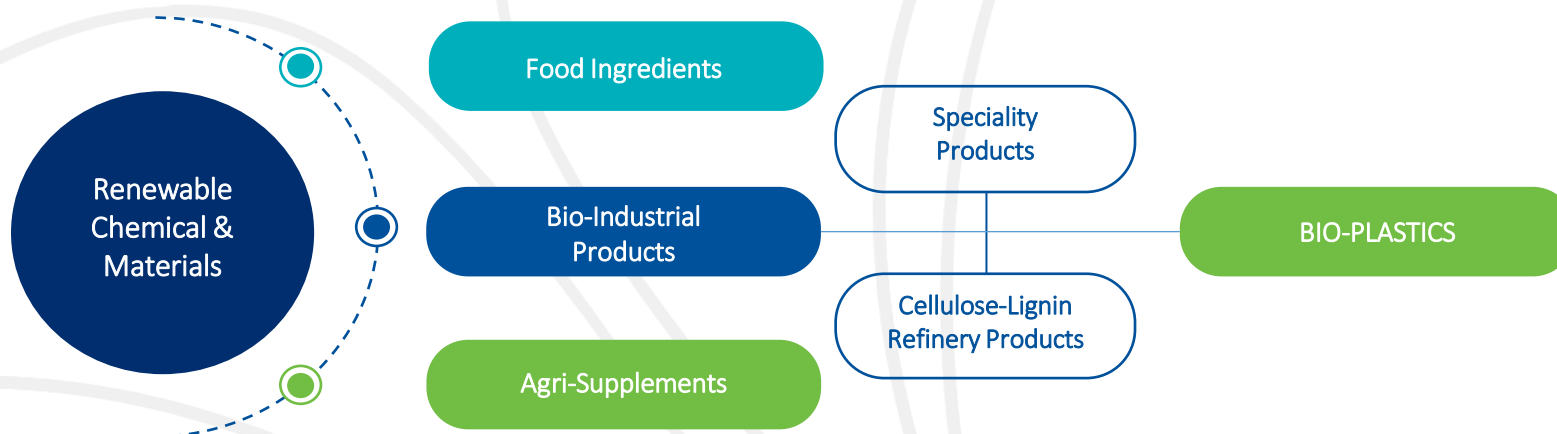 Renewable
Chemical &
Materials
Food Ingredients
Bio-Industrial
Products
Agri-Supplements
Speciality
Products
Cellulose-Lignin
Refinery Products
BIO-PLASTICS